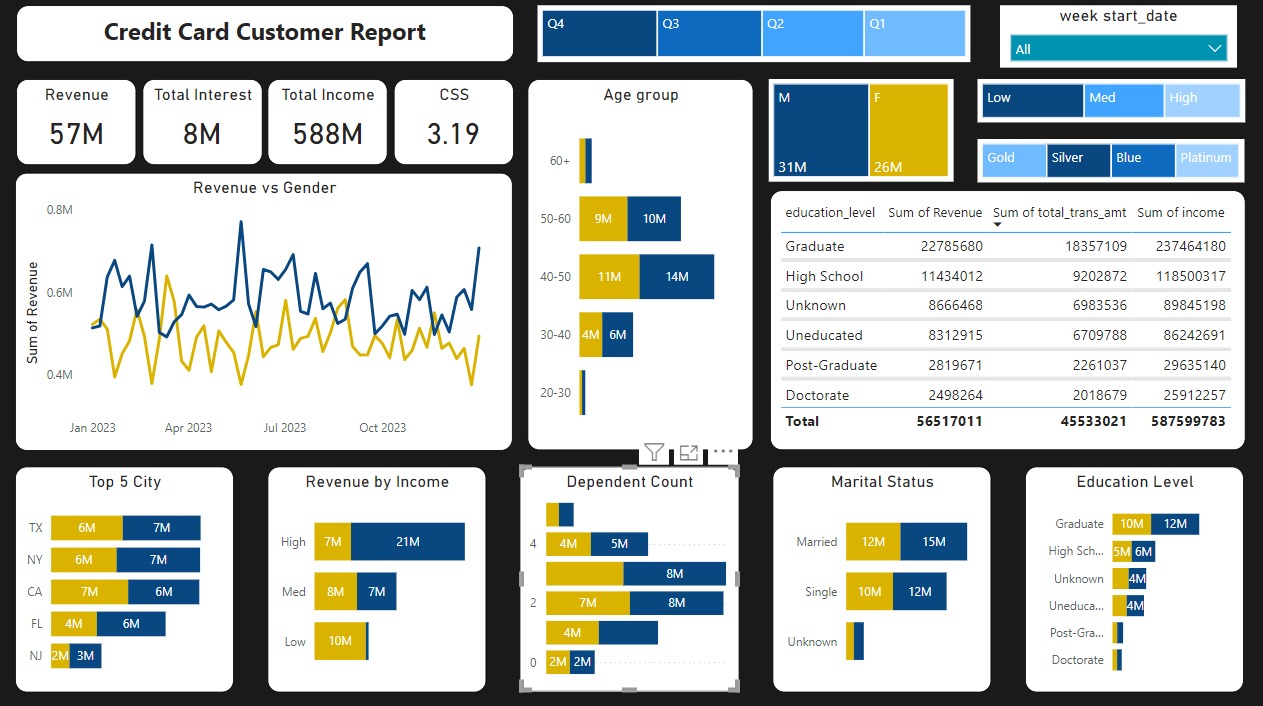 Credit Card Customer Report
Q4 Q3 Q2 Q1
week start_date
All
Revenue
57M
Total Interest
8M
Total Income
588M
CSS
3.19
Revenue vs Gender
Sum of Revenue
0.8M
0.6M
0.4M
Jan 2023 Apr 2023 Jul 2023 Oct 2023
Age group
60+
50-60 9M 10M
40-50 11M 14M
30-40 4M 6M
20-30
M F
31M 26M
Low Med High
Gold Silver Blue Platinum
education_level Sum of Revenue Sum of total_trans_amt Sum of income
Graduate 22785680 18357109 237464180
High School 11434012 9202872 118500317
Unknown 8666468 6983536 89845198
Uneducated 8312915 6709788 86242691
Post-Graduate 2819671 2261037 29635140
Doctorate 2498264 2018679 25912257
Total 56517011 45533021 587599783
Top 5 City
TX 6M 7M
NY 6M 7M
CA 7M 6M
FL 4M 6M
NJ 2M 3M
Revenue by Income
High 7M 21M
Med 8M 7M
Low 10M
Dependent Count
4 4M 5M
8M
2 7M 8M
4M
0 2M 2M
Marital Status
Married 12M 15M
Single 10M 12M
Unknown
Education Level
Graduate 10M 12M
High Sch... 5M 6M
Unknown 4M
Uneduca... 4M
Post-Gra...
Doctorate